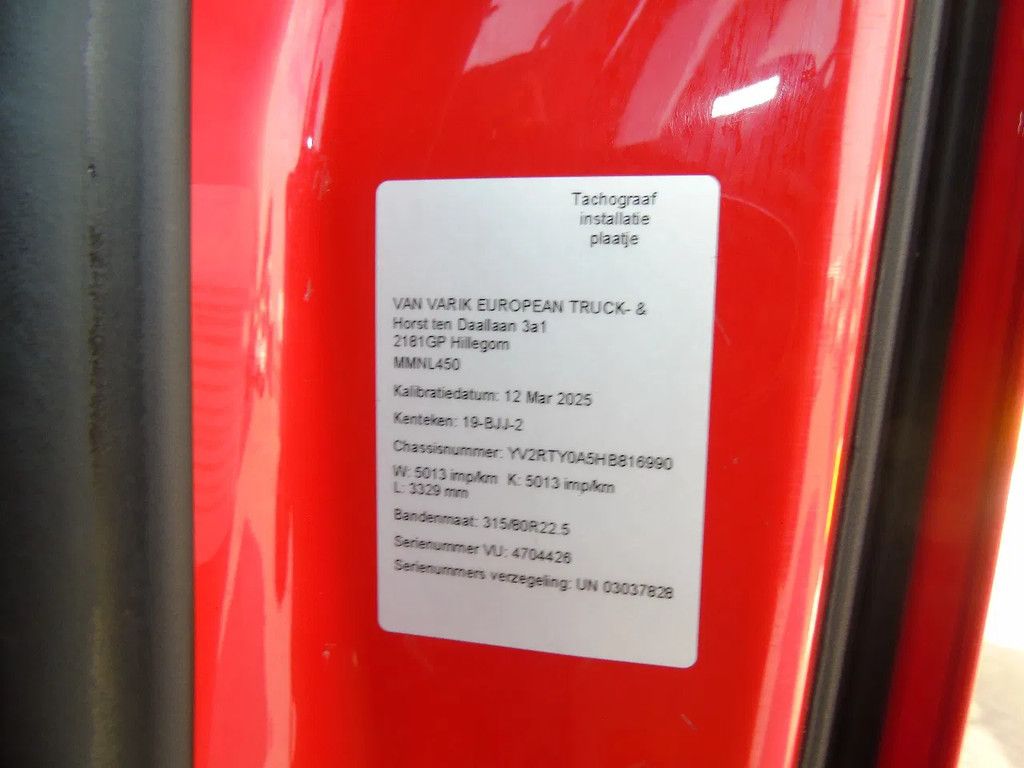 Tachograaf
installatie
plaatje
VAN VARIK EUROPEAN TRUCK- &
Horst ten Daallaan 3a1
2181GP Hillegom
MMNL450
Kalibratiedatum: 12 Mar 2025
Kenteken: 19-BJJ-2
Chassisnummer: YV2RTY0A5HB816990
W: 5013 imp/km K: 5013 imp/km
L: 3329 mm
Bandenmaat: 315/80R22.5
Serienummer VU: 4704426
Serienummers verzegeling: UN 03037828